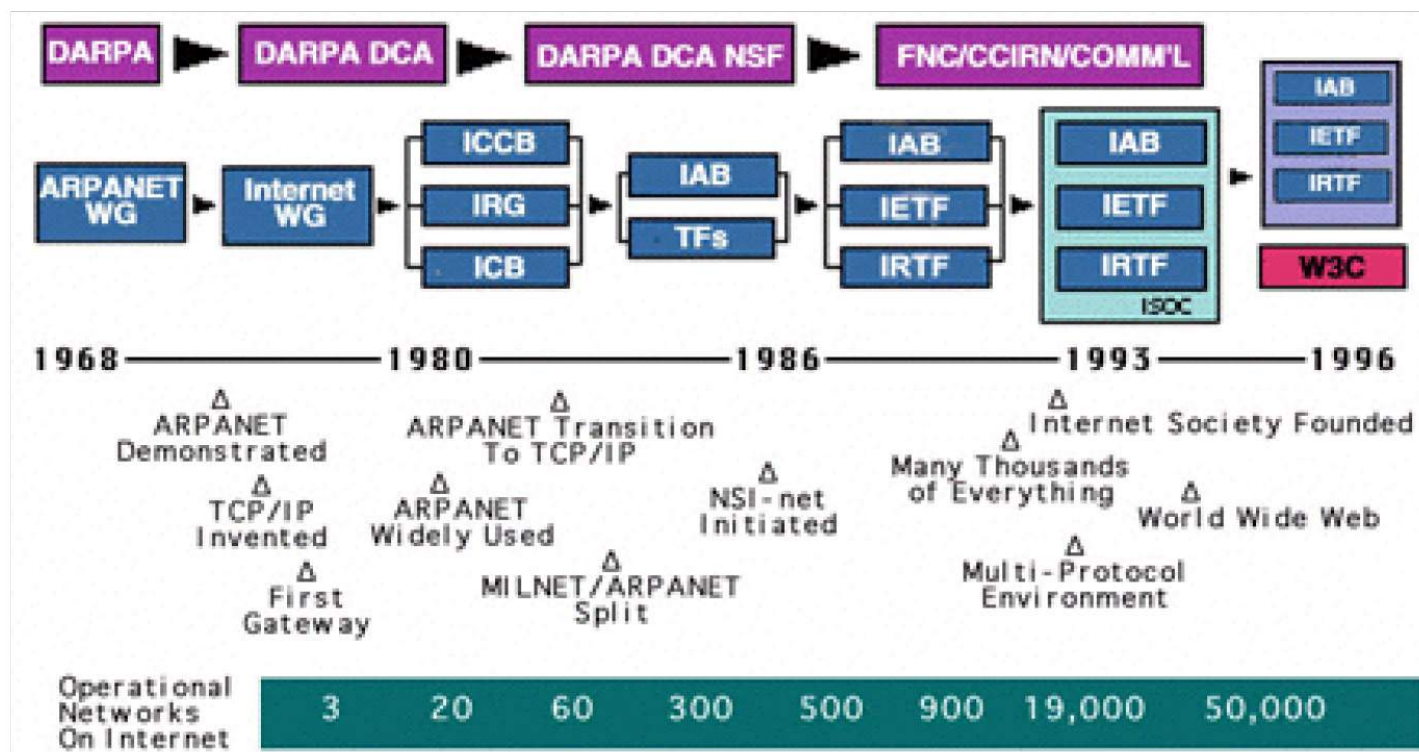 DARPA
DARPA DCA
DARPA DCA NSF
FNC/CCIRN/COMM'L
ARPANET
WG
Internet
WG
ICCB
IRG
ICB
IAB
TFs
IAB
IETF
IRTF
IAB
IETF
IRTF
ISOC
IAB
IETF
IRTF
W3C
1968
1980
1986
1993
1996
ARPANET
Demonstrated
ARPANET Transition
To TCP/IP
Internet Society Founded
TCP/IP
Invented
ARPANET
Widely Used
NSI-net
Initiated
Many Thousands
of Everything
World Wide Web
First
Gateway
MILNET/ARPANET
Split
Multi-Protocol
Environment
Operational
Networks
On Internet
3 20 60 300 500 900 19,000 50,000